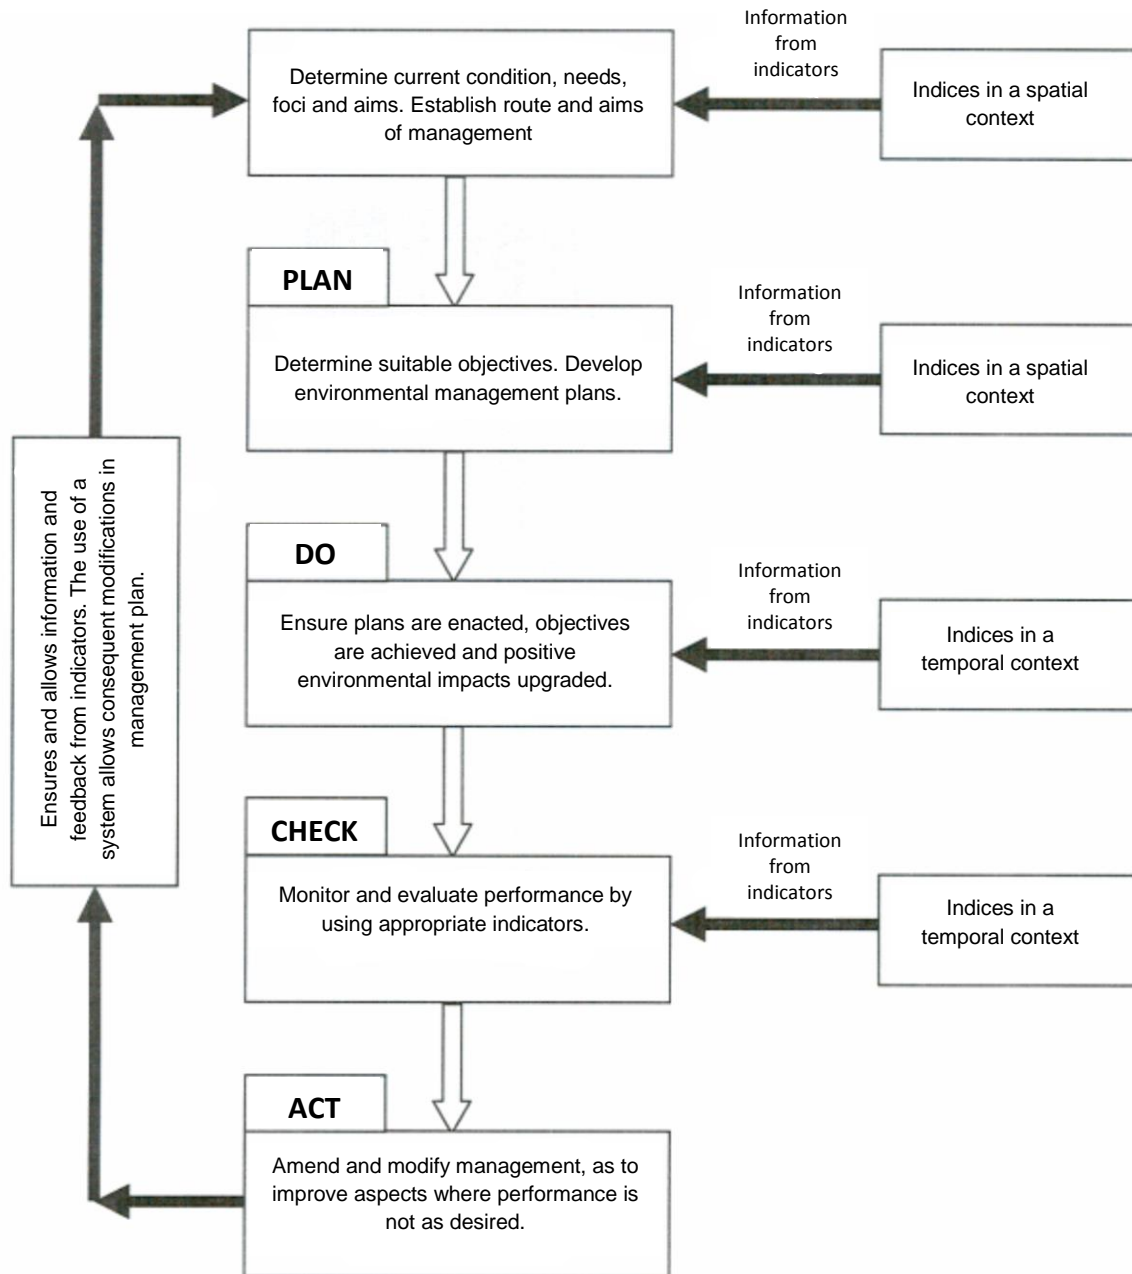 Information
from
indicators
Determine current condition, needs,
foci and aims. Establish route and aims
of management
Indices in a spatial
context
PLAN
Information
from
indicators
Determine suitable objectives. Develop
environmental management plans.
Indices in a spatial
context
DO
Information
from
indicators
Ensure plans are enacted, objectives
are achieved and positive
environmental impacts upgraded.
Indices in a
temporal context
CHECK
Information
from
indicators
Monitor and evaluate performance by
using appropriate indicators.
Indices in a
temporal context
ACT
Amend and modify management, as to
improve aspects where performance is
not as desired.
Ensures and allows information and
feedback from indicators. The use of a
system allows consequent modifications in
management plan.